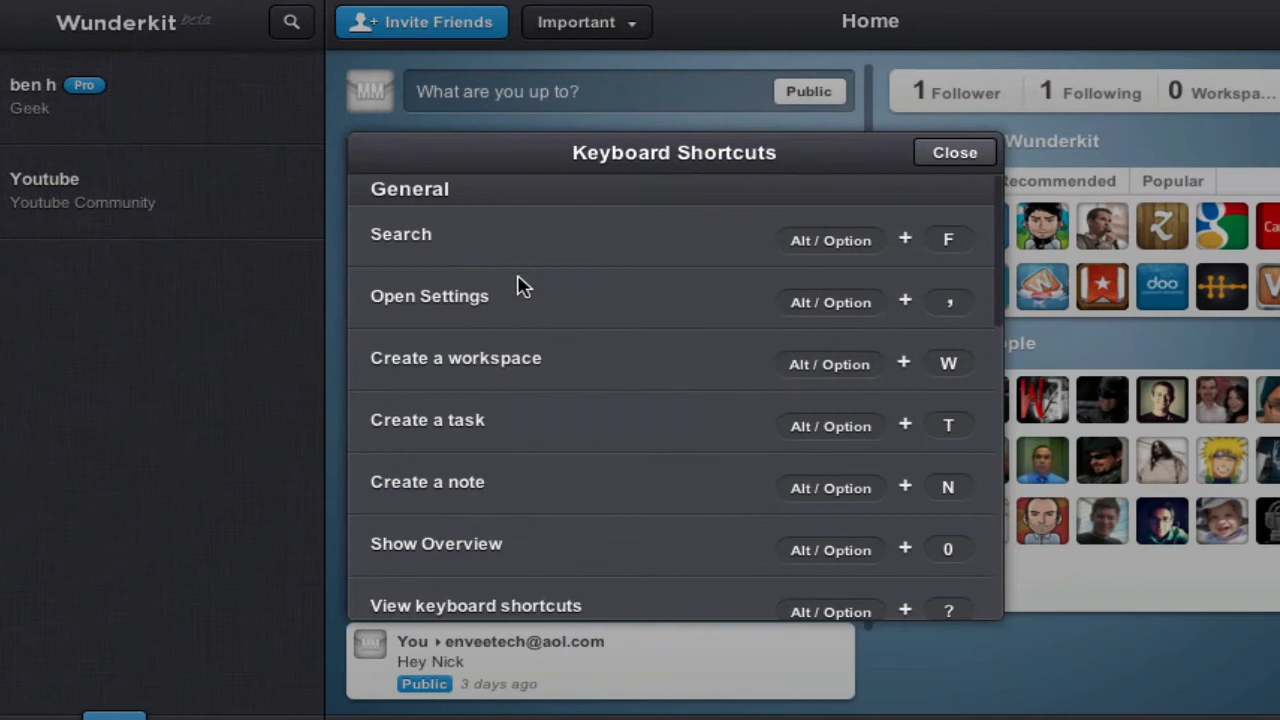 Wunderkit beta
Invite Friends
Important
Home
ben h Pro
Geek
Youtube
Youtube Community
MM
What are you up to?
Public
1 Follower
1 Following
0 Workspa...
Wunderkit
Recommended
Popular
ople
Keyboard Shortcuts
Close
General
Search Alt / Option + F
Open Settings Alt / Option + ,
Create a workspace Alt / Option + W
Create a task Alt / Option + T
Create a note Alt / Option + N
Show Overview Alt / Option + 0
View keyboard shortcuts Alt / Option + ?
You ▸ enveetech@aol.com
Hey Nick
Public 3 days ago
doo